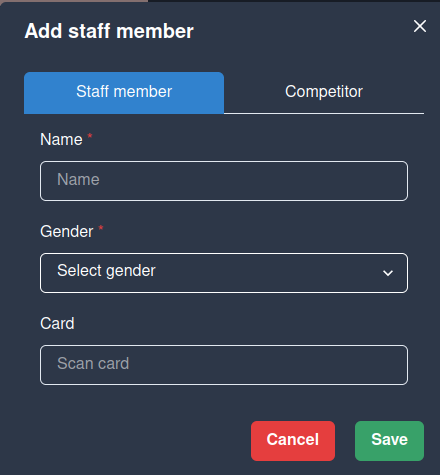 Add staff member
Staff member Competitor
Name *
Name
Gender *
Select gender
Card
Scan card
Cancel Save